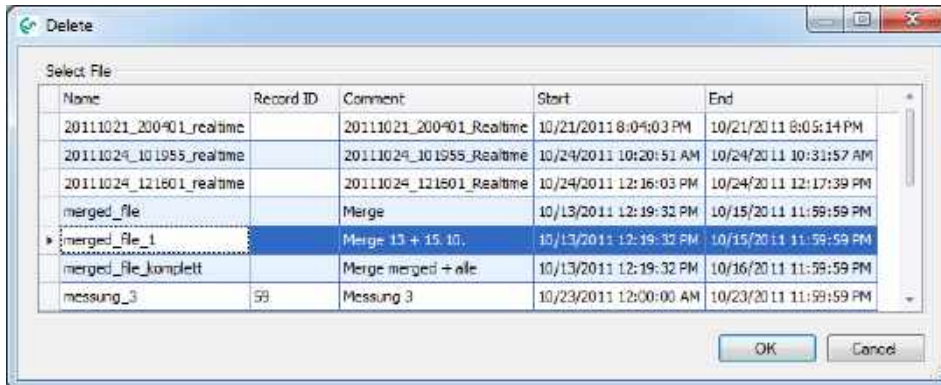 Delete
Select File
Name Record ID Comment Start End
20111021_200401_realtime 20111021_200401_Realtime 10/21/2011 8:04:03 PM 10/21/2011 8:05:14 PM
20111024_101955_realtime 20111024_101955_Realtime 10/24/2011 10:20:51 AM 10/24/2011 10:31:57 AM
20111024_121601_realtime 20111024_121601_Realtime 10/24/2011 12:16:03 PM 10/24/2011 12:17:39 PM
merged_file Merge 10/13/2011 12:19:32 PM 10/15/2011 11:59:59 PM
merged_file_1 Merge 13 + 15.10. 10/13/2011 12:19:32 PM 10/15/2011 11:59:59 PM
merged_file_komplett Merge merged + alle 10/13/2011 12:19:32 PM 10/16/2011 11:59:59 PM
messung_3 59 Messung 3 10/23/2011 12:00:00 AM 10/23/2011 11:59:59 PM
OK Cancel